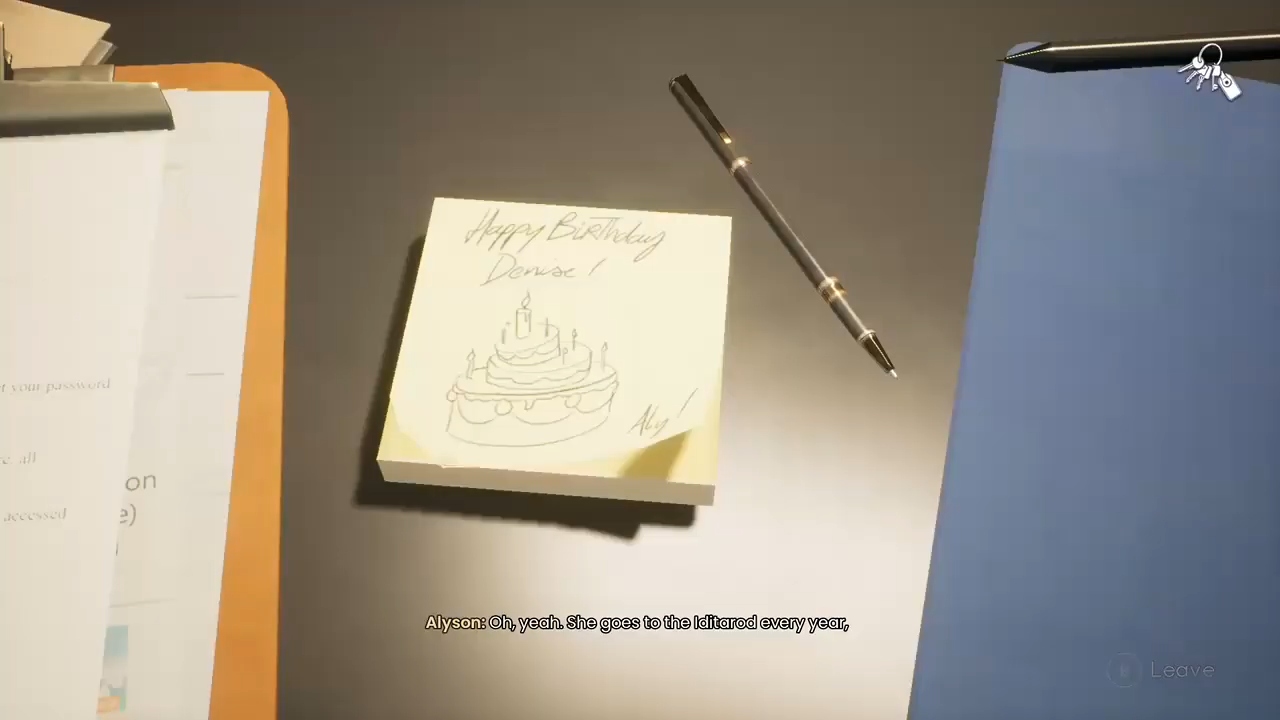 Happy Birthday
Denise!
Aly!
t your password
e, all
accessed
on
e)
Alyson: Oh, yeah. She goes to the Iditarod every year,
Leave